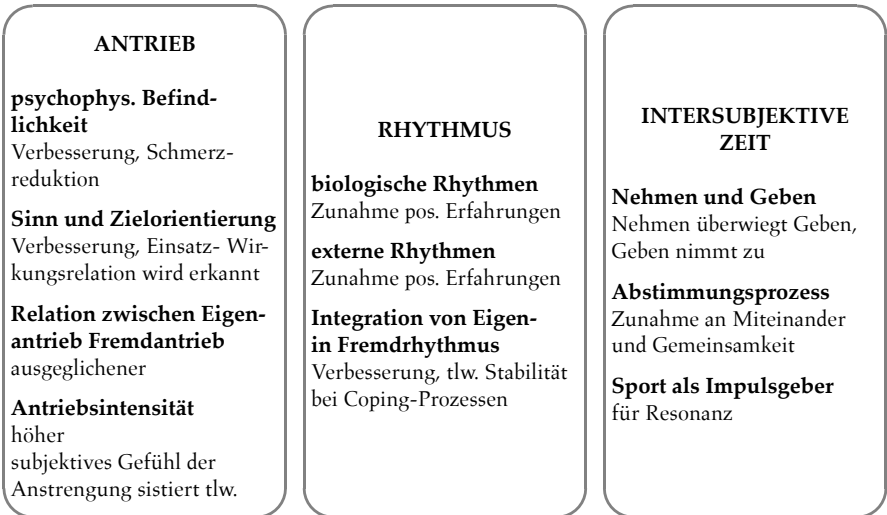 ANTRIEB
psychophys. Befind-
lichkeit
Verbesserung, Schmerz-
reduktion
Sinn und Zielorientierung
Verbesserung, Einsatz- Wir-
kungsrelation wird erkannt
Relation zwischen Eigen-
antrieb Fremdantrieb
ausgeglichener
Antriebsintensität
höher
subjektives Gefühl der
Anstrengung sistiert tlw.
RHYTHMUS
biologische Rhythmen
Zunahme pos. Erfahrungen
externe Rhythmen
Zunahme pos. Erfahrungen
Integration von Eigen-
in Fremdrhythmus
Verbesserung, tlw. Stabilität
bei Coping-Prozessen
INTERSUBJEKTIVE
ZEIT
Nehmen und Geben
Nehmen überwiegt Geben,
Geben nimmt zu
Abstimmungsprozess
Zunahme an Miteinander
und Gemeinsamkeit
Sport als Impulsgeber
für Resonanz